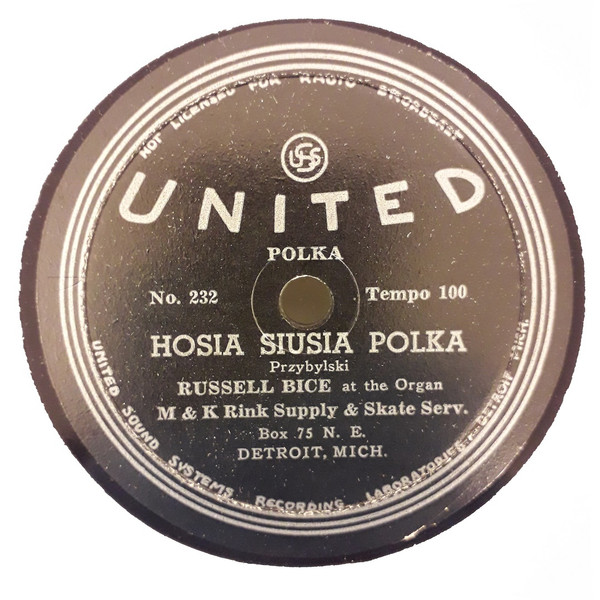 NOT LICENSED FOR RADIO BROADCAST
USS
UNITED
POLKA
No. 232 Tempo 100
HOSIA SIUSIA POLKA
Przybylski
RUSSELL BICE at the Organ
M & K Rink Supply & Skate Serv.
Box 75 N. E.
DETROIT, MICH.
UNITED SOUND SYSTEMS RECORDING LABORATORIES DETROIT MICH.